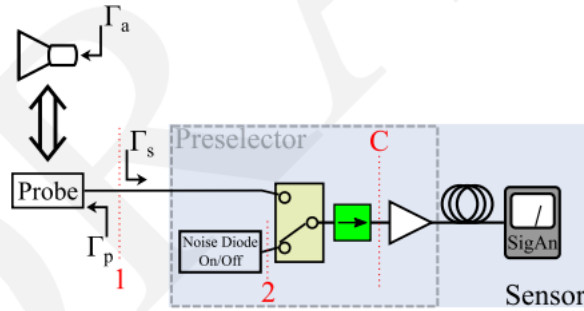 Γa
Preselector
Γs
C
Probe
Γp
Noise Diode
On/Off
SigAn
1
2
Sensor